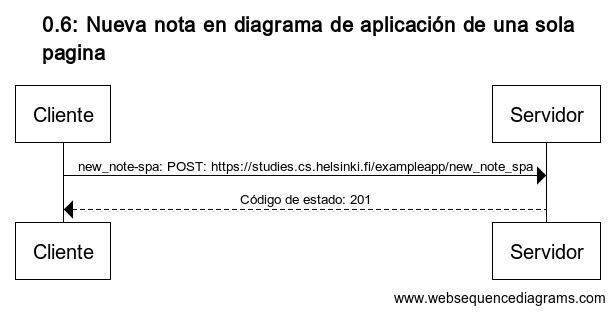 0.6: Nueva nota en diagrama de aplicación de una sola
pagina
Cliente
Servidor
new_note-spa: POST: https://studies.cs.helsinki.fi/exampleapp/new_note_spa
Código de estado: 201
Cliente
Servidor
www.websequencediagrams.com